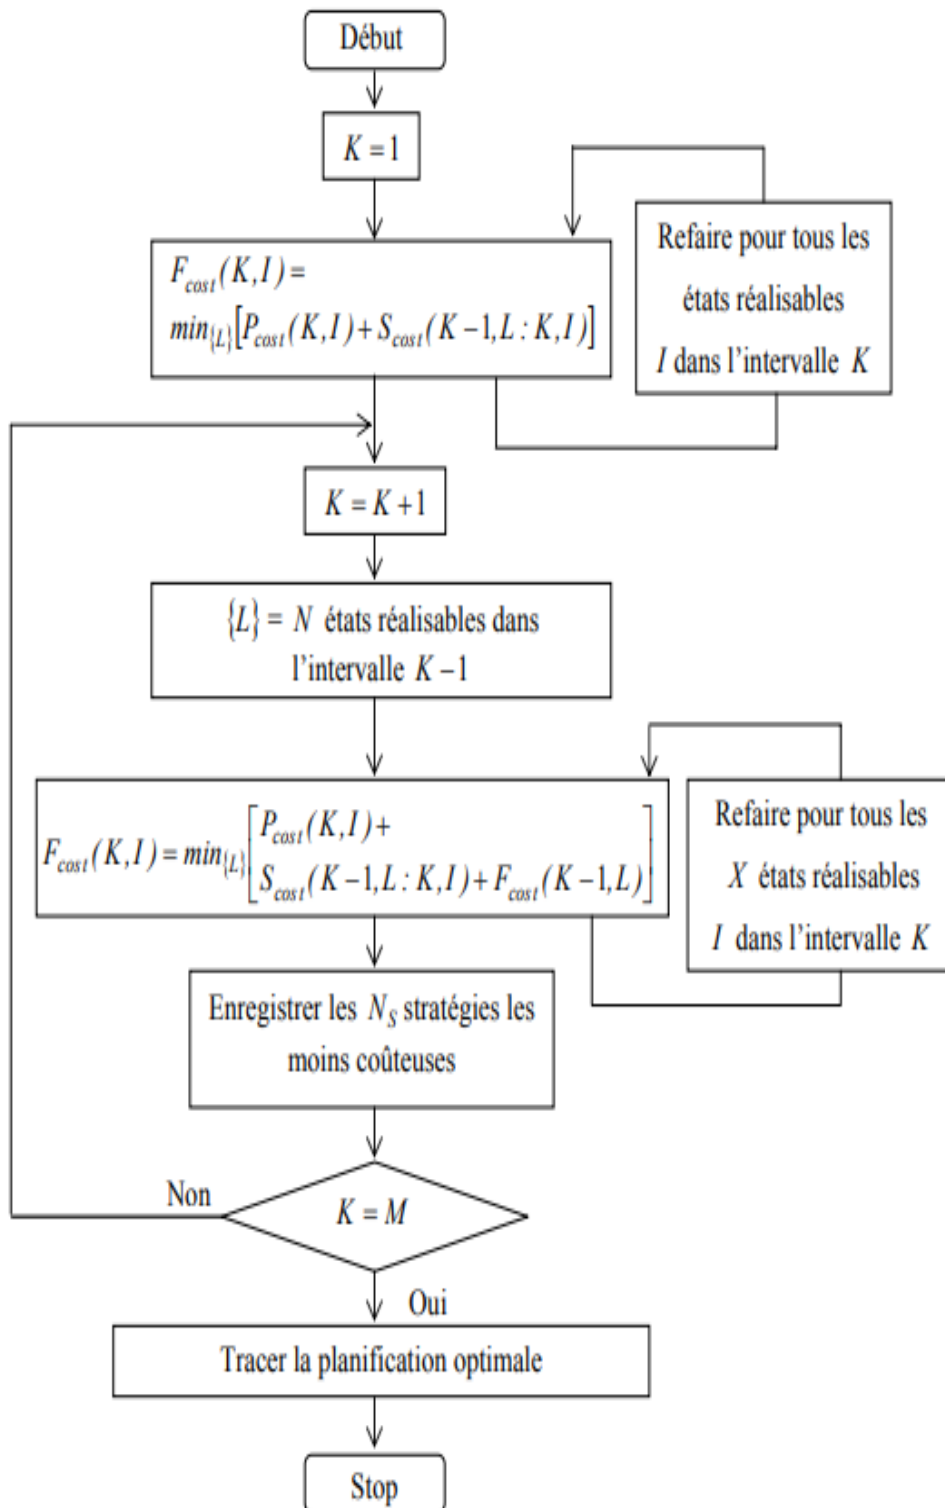 Début
K = 1
F_cost(K,I) =
min_{L}[P_cost(K,I) + S_cost(K−1,L : K,I)]
Refaire pour tous les
états réalisables
I dans l'intervalle K
K = K + 1
{L} = N états réalisables dans
l'intervalle K − 1
F_cost(K,I) = min_{L}[P_cost(K,I) +
S_cost(K−1,L : K,I) + F_cost(K−1,L)]
Refaire pour tous les
X états réalisables
I dans l'intervalle K
Enregistrer les N_S stratégies les
moins coûteuses
Non
K = M
Oui
Tracer la planification optimale
Stop